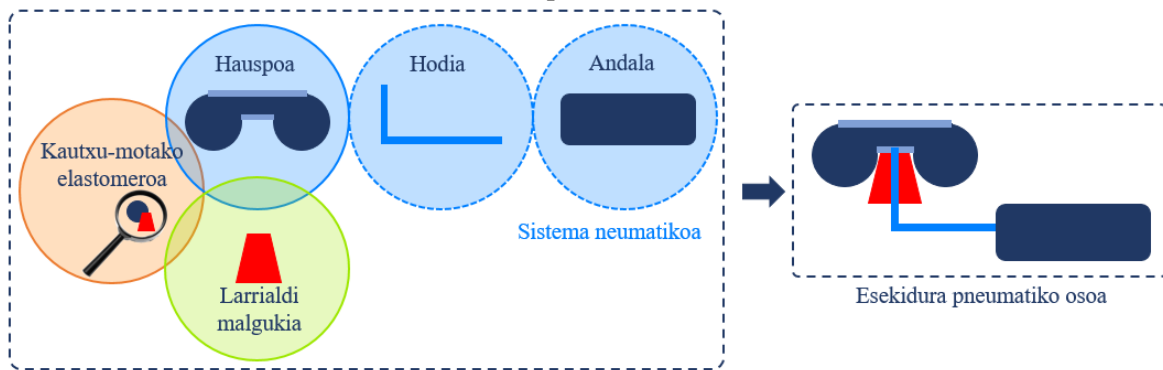 Hauspoa
Hodia
Andala
Kautxu-motako
elastomeroa
Sistema neumatikoa
Larrialdi
malgukia
Esekidura pneumatiko osoa